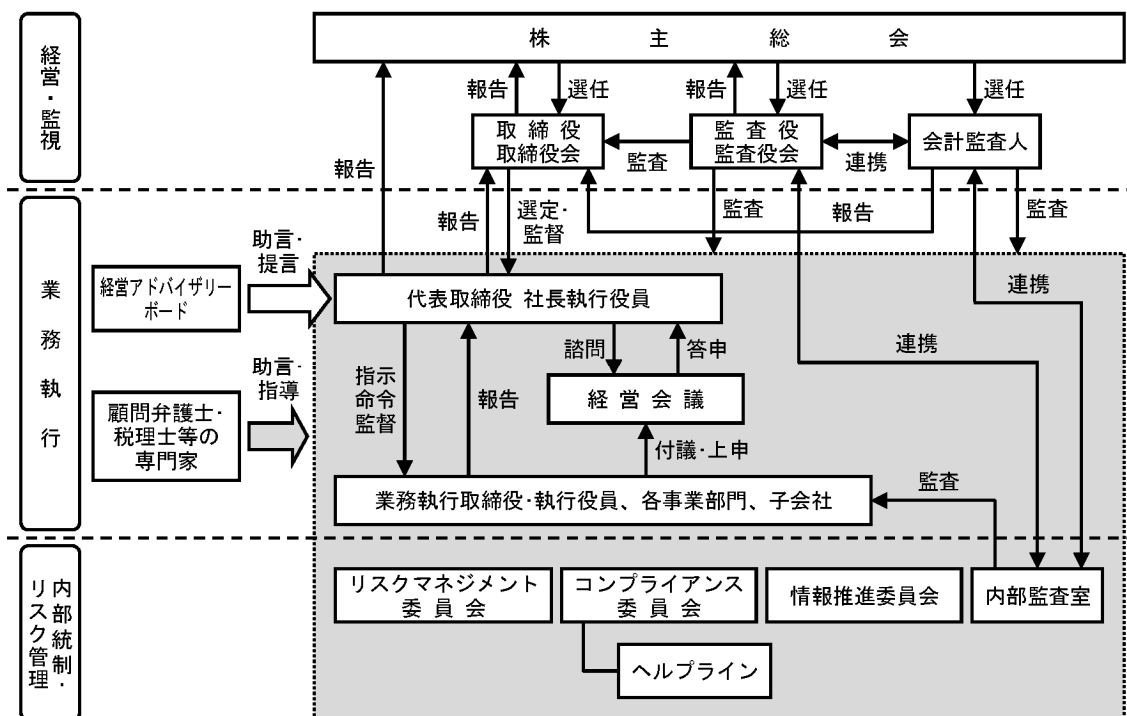 株主総会
経営・監視
報告
選任
報告
選任
選任
取締役
取締役会
監査役
監査役会
会計監査人
監査
連携
報告
報告
選定・
監督
監査
報告
監査
業務執行
助言・
提言
経営アドバイザリー
ボード
代表取締役 社長執行役員
連携
諮問
答申
連携
助言・
指導
指示
命令
監督
報告
経営会議
顧問弁護士・
税理士等の
専門家
付議・上申
業務執行取締役・執行役員、各事業部門、子会社
監査
内部統制・
リスク管理
リスクマネジメント
委員会
コンプライアンス
委員会
情報推進委員会
内部監査室
ヘルプライン